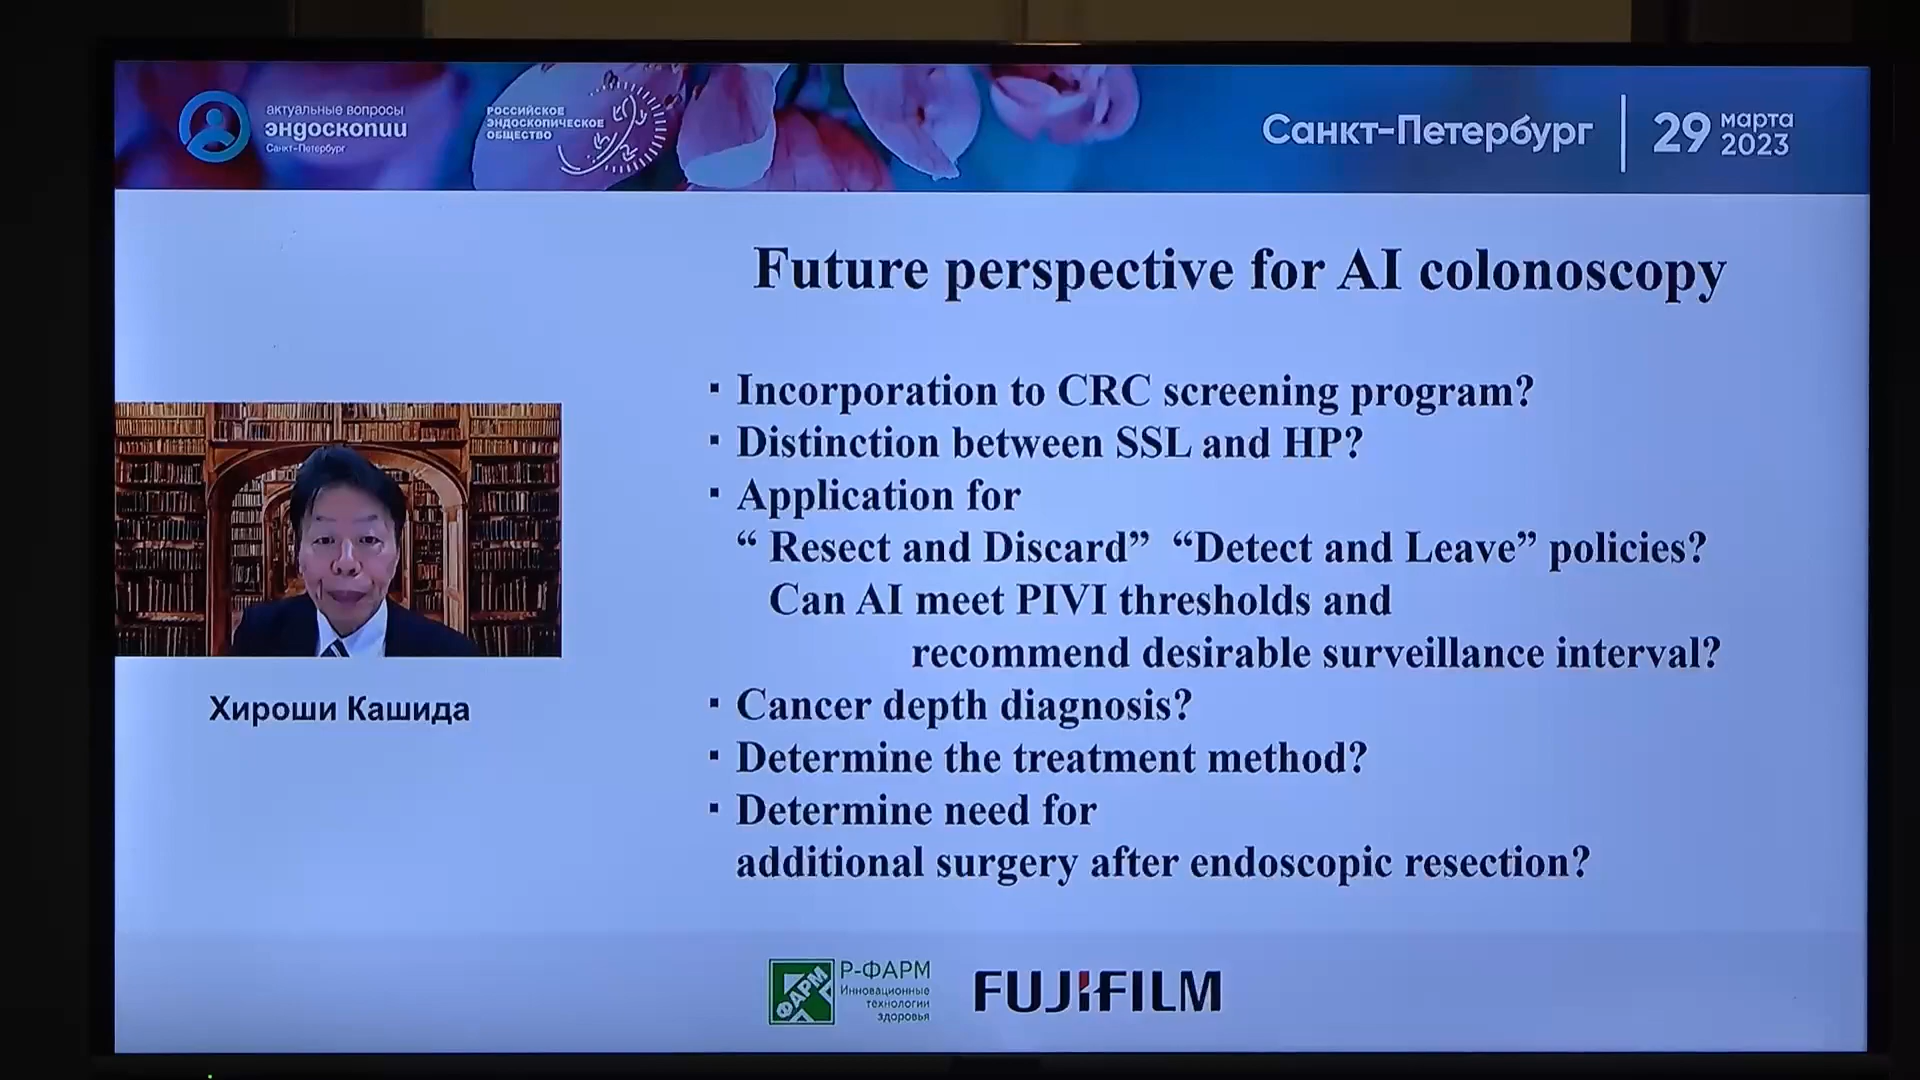 актуальные вопросы
эндоскопии
Санкт-Петербург
РОССИЙСКОЕ
ЭНДОСКОПИЧЕСКОЕ
ОБЩЕСТВО
Санкт-Петербург
29 марта
2023
Future perspective for AI colonoscopy
▪ Incorporation to CRC screening program?
▪ Distinction between SSL and HP?
▪ Application for
“ Resect and Discard” “Detect and Leave” policies?
Can AI meet PIVI thresholds and
recommend desirable surveillance interval?
▪ Cancer depth diagnosis?
▪ Determine the treatment method?
▪ Determine need for
additional surgery after endoscopic resection?
Хироши Кашида
ФАРМ
Р-ФАРМ
Инновационные
технологии
здоровья
FUJIFILM